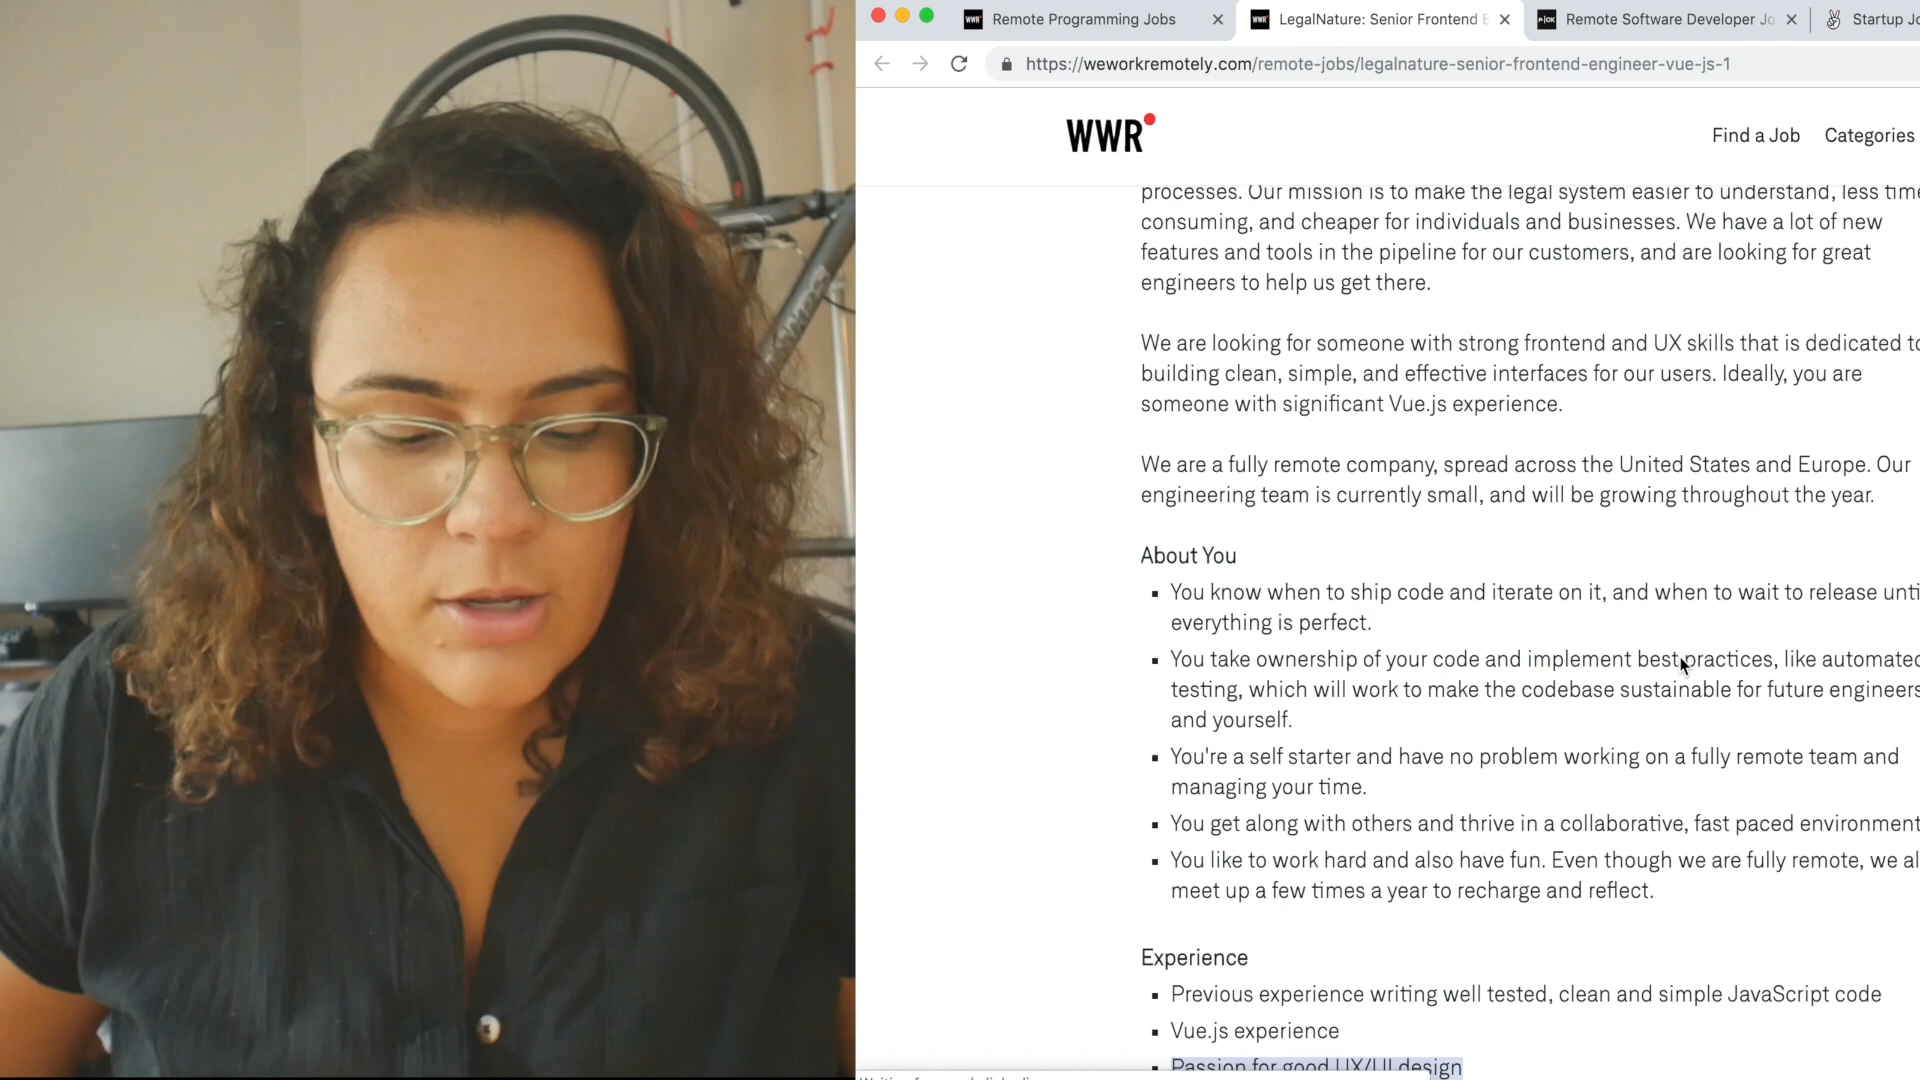 Remote Programming Jobs
LegalNature: Senior Frontend E
Remote Software Developer Jo
Startup Jo
https://weworkremotely.com/remote-jobs/legalnature-senior-frontend-engineer-vue-js-1
WWR
Find a Job Categories
processes. Our mission is to make the legal system easier to understand, less time
consuming, and cheaper for individuals and businesses. We have a lot of new
features and tools in the pipeline for our customers, and are looking for great
engineers to help us get there.
We are looking for someone with strong frontend and UX skills that is dedicated to
building clean, simple, and effective interfaces for our users. Ideally, you are
someone with significant Vue.js experience.
We are a fully remote company, spread across the United States and Europe. Our
engineering team is currently small, and will be growing throughout the year.
About You
You know when to ship code and iterate on it, and when to wait to release unti
everything is perfect.
You take ownership of your code and implement best practices, like automated
testing, which will work to make the codebase sustainable for future engineers
and yourself.
You're a self starter and have no problem working on a fully remote team and
managing your time.
You get along with others and thrive in a collaborative, fast paced environment
You like to work hard and also have fun. Even though we are fully remote, we al
meet up a few times a year to recharge and reflect.
Experience
Previous experience writing well tested, clean and simple JavaScript code
Vue.js experience
Passion for good UX/UI design